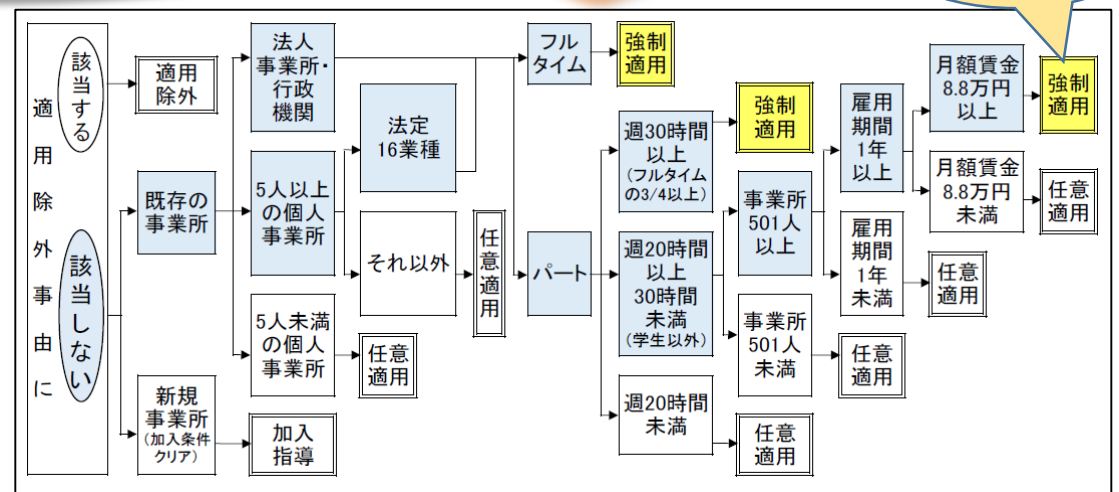 適用除外事由に
該当する
該当しない
適用
除外
既存の
事業所
新規
事業所
(加入条件
クリア)
法人
事業所・
行政
機関
5人以上
の個人
事業所
5人未満
の個人
事業所
加入
指導
法定
16業種
それ以外
任意適用
任意
適用
フル
タイム
強制
適用
パート
週30時間
以上
(フルタイム
の3/4以上)
強制
適用
週20時間
以上
30時間
未満
(学生以外)
週20時間
未満
任意
適用
事業所
501人
以上
事業所
501人
未満
任意
適用
雇用
期間
1年
以上
雇用
期間
1年
未満
任意
適用
月額賃金
8.8万円
以上
強制
適用
月額賃金
8.8万円
未満
任意
適用